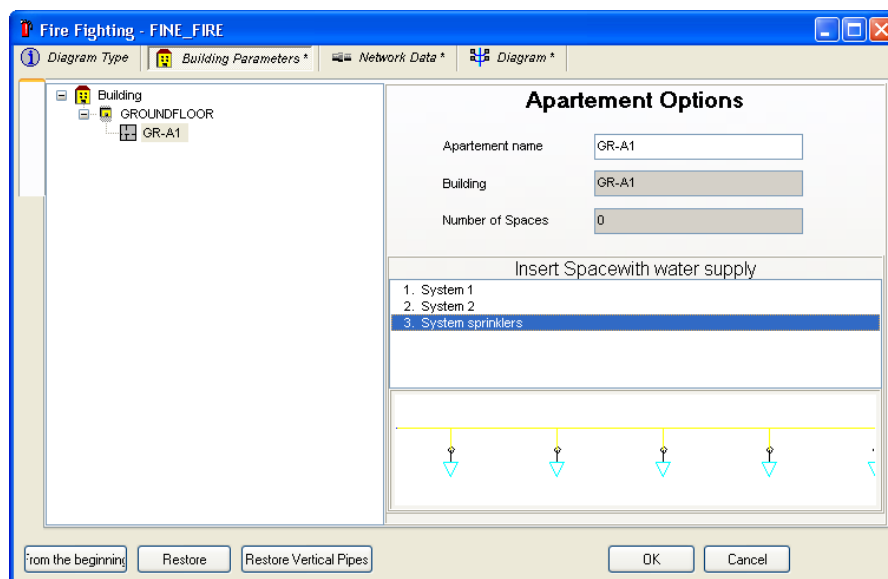 Fire Fighting - FINE_FIRE
Diagram Type
Building Parameters *
Network Data *
Diagram *
Building
GROUNDFLOOR
GR-A1
Apartement Options
Apartement name
GR-A1
Building
GR-A1
Number of Spaces
0
Insert Spacewith water supply
1. System 1
2. System 2
3. System sprinklers
From the beginning
Restore
Restore Vertical Pipes
OK
Cancel